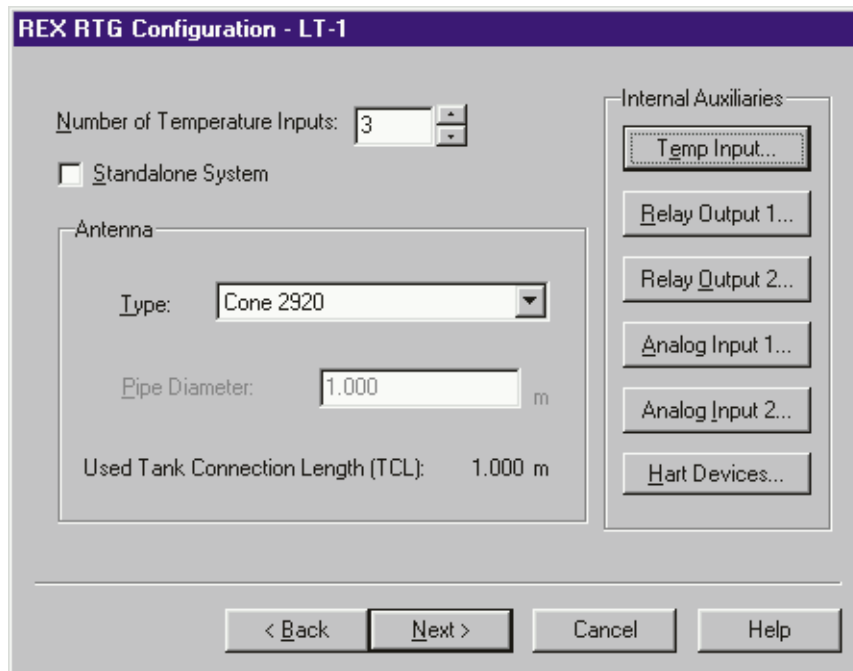 REX RTG Configuration - LT-1
Number of Temperature Inputs: 3
Standalone System
Antenna
Type: Cone 2920
Pipe Diameter: 1.000 m
Used Tank Connection Length (TCL): 1.000 m
Internal Auxiliaries
Temp Input...
Relay Output 1...
Relay Output 2...
Analog Input 1...
Analog Input 2...
Hart Devices...
< Back Next > Cancel Help